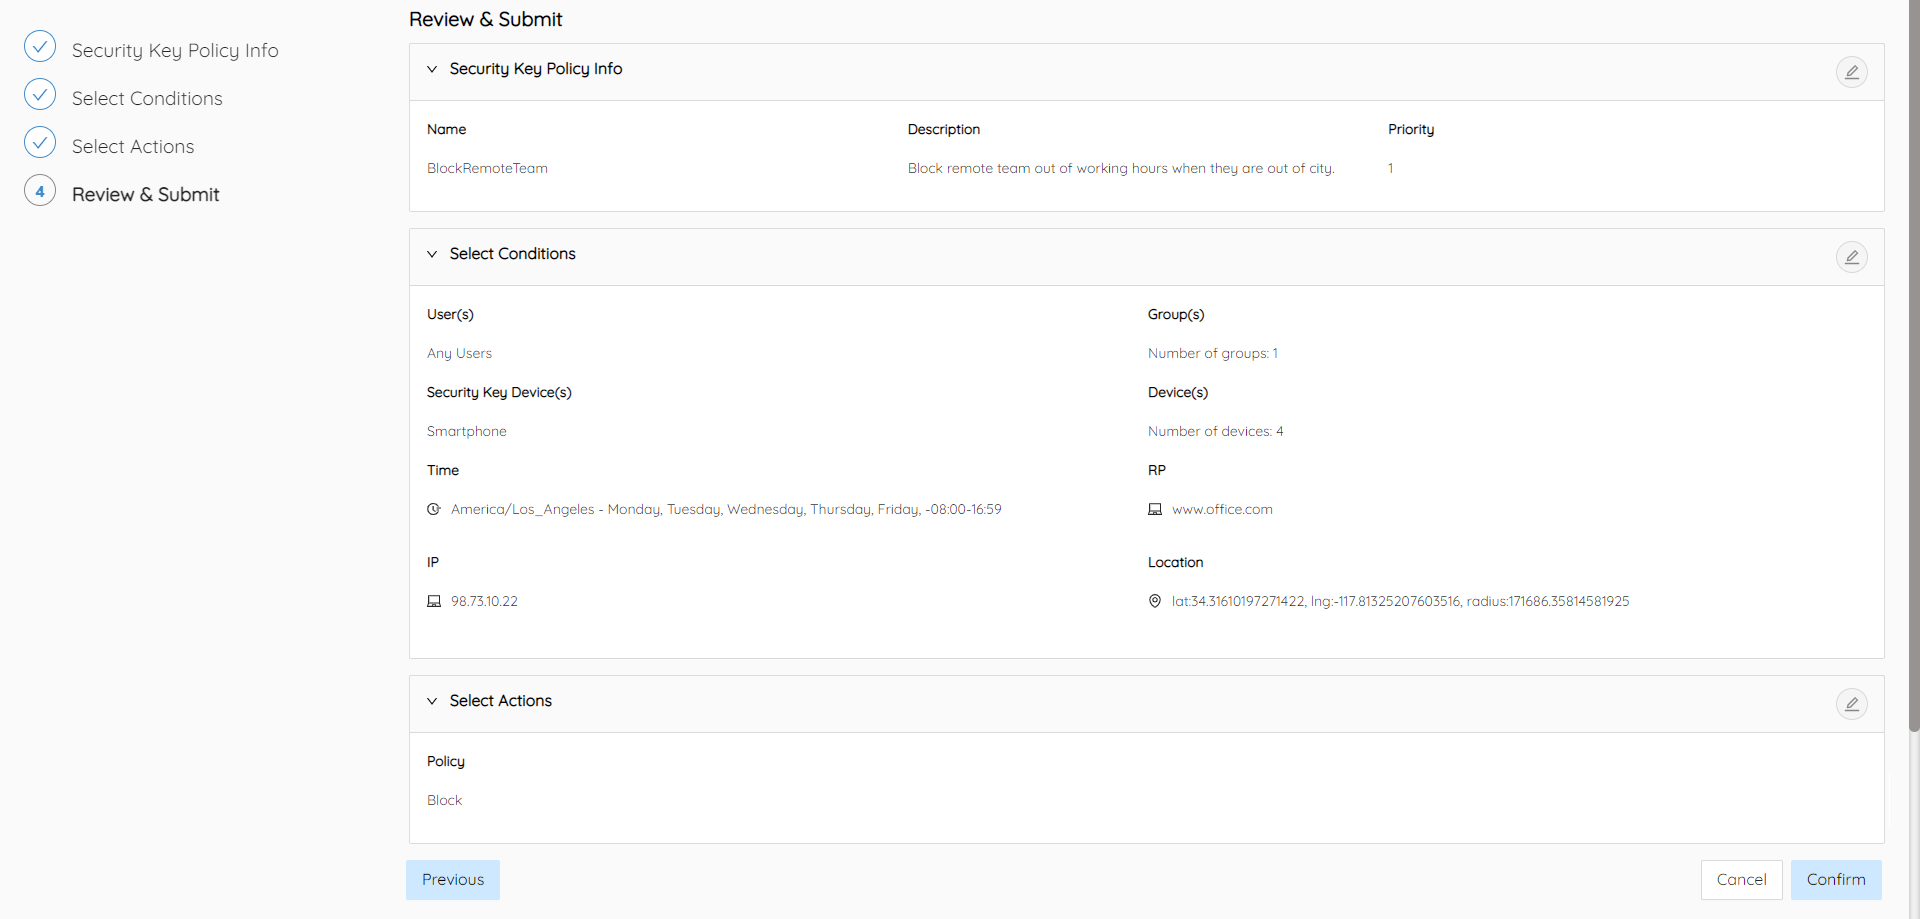 Security Key Policy Info
Select Conditions
Select Actions
4 Review & Submit
Review & Submit
Security Key Policy Info
Name Description Priority
BlockRemoteTeam Block remote team out of working hours when they are out of city. 1
Select Conditions
User(s) Group(s)
Any Users Number of groups: 1
Security Key Device(s) Device(s)
Smartphone Number of devices: 4
Time RP
America/Los_Angeles - Monday, Tuesday, Wednesday, Thursday, Friday, -08:00-16:59 www.office.com
IP Location
98.73.10.22 lat:34.31610197271422, lng:-117.81325207603516, radius:171686.35814581925
Select Actions
Policy
Block
Previous Cancel Confirm